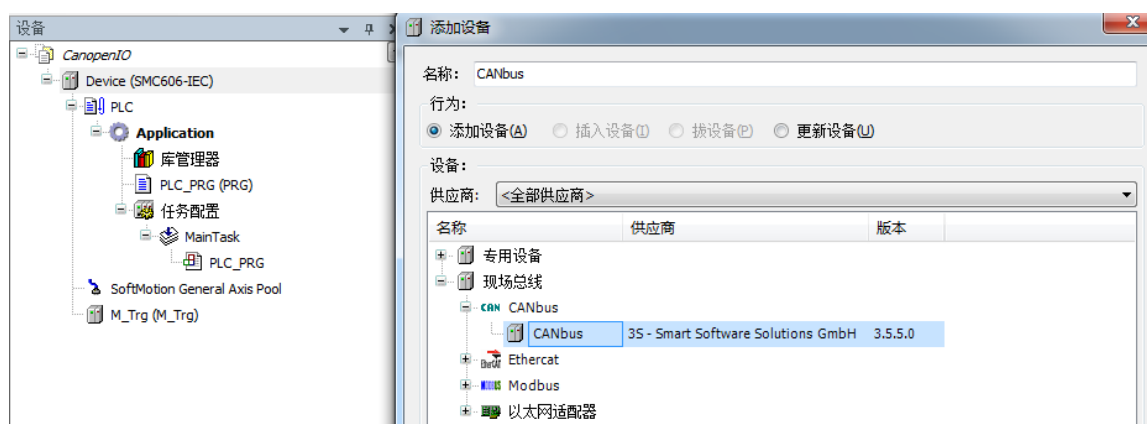 设备
CanopenIO
Device (SMC606-IEC)
PLC
Application
库管理器
PLC_PRG (PRG)
任务配置
MainTask
PLC_PRG
SoftMotion General Axis Pool
M_Trg (M_Trg)
添加设备
名称: CANbus
行为:
添加设备(A) 插入设备(I) 拔设备(P) 更新设备(U)
设备:
供应商: <全部供应商>
名称 供应商 版本
专用设备
现场总线
CAN CANbus
CANbus 3S - Smart Software Solutions GmbH 3.5.5.0
Ethercat
Modbus
以太网适配器